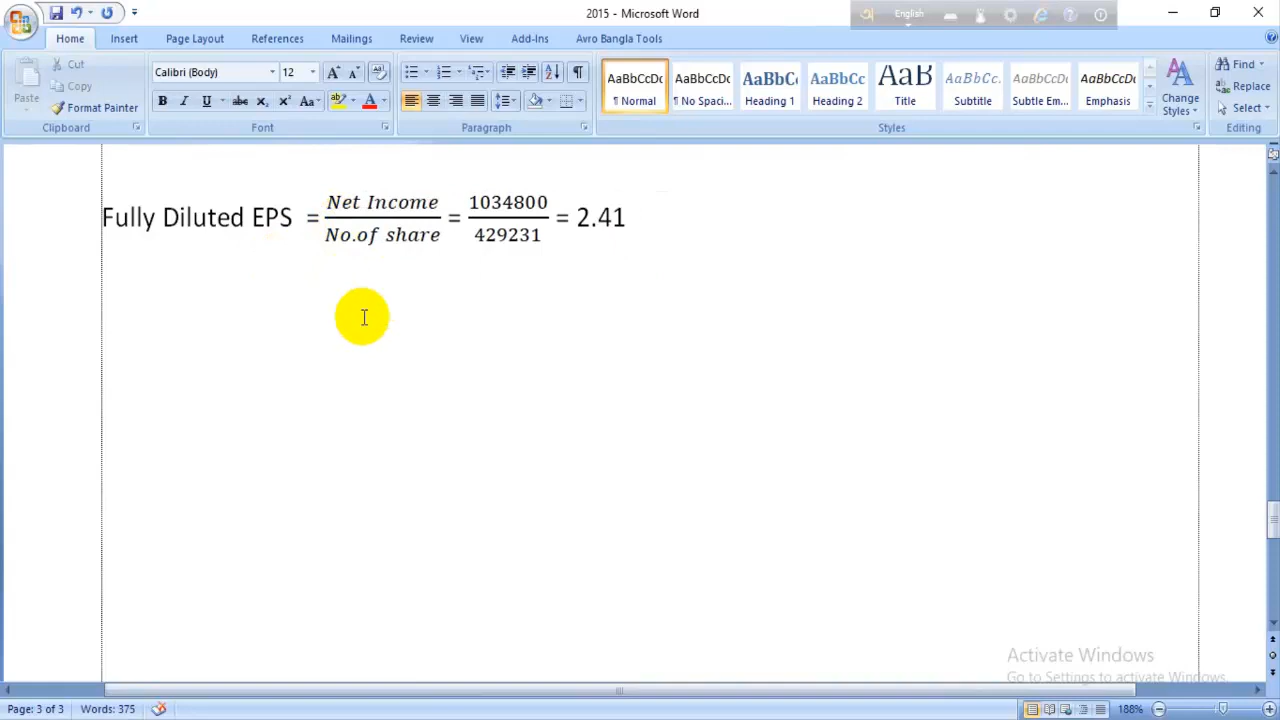 2015 - Microsoft Word
English
Home Insert Page Layout References Mailings Review View Add-Ins Avro Bangla Tools
Paste
Cut
Copy
Format Painter
Clipboard
Calibri (Body) 12
Font
Paragraph
AaBbCcDc AaBbCcDc AaBbCc AaBbCc AaB AaBbCc. AaBbCcDc AaBbCcDc
¶ Normal ¶ No Spaci... Heading 1 Heading 2 Title Subtitle Subtle Em... Emphasis
Styles
Change Styles
Find
Replace
Select
Editing
Fully Diluted EPS = Net Income / No.of share = 1034800 / 429231 = 2.41
Activate Windows
Go to Settings to activate Windows.
Page: 3 of 3 Words: 375 188%